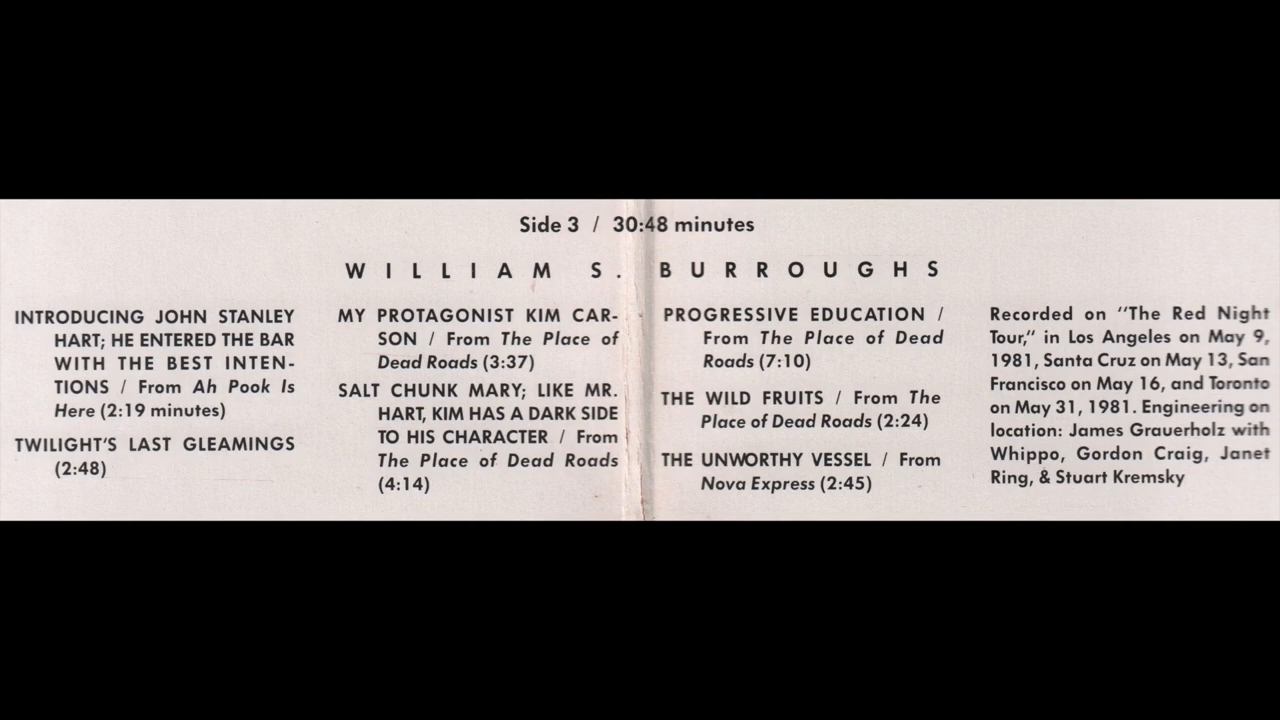 Side 3 / 30:48 minutes
WILLIAM S. BURROUGHS
INTRODUCING JOHN STANLEY
HART; HE ENTERED THE BAR
WITH THE BEST INTEN-
TIONS / From Ah Pook Is
Here (2:19 minutes)
TWILIGHT'S LAST GLEAMINGS
(2:48)
MY PROTAGONIST KIM CAR-
SON / From The Place of
Dead Roads (3:37)
SALT CHUNK MARY; LIKE MR.
HART, KIM HAS A DARK SIDE
TO HIS CHARACTER / From
The Place of Dead Roads
(4:14)
PROGRESSIVE EDUCATION /
From The Place of Dead
Roads (7:10)
THE WILD FRUITS / From The
Place of Dead Roads (2:24)
THE UNWORTHY VESSEL / From
Nova Express (2:45)
Recorded on "The Red Night
Tour," in Los Angeles on May 9,
1981, Santa Cruz on May 13, San
Francisco on May 16, and Toronto
on May 31, 1981. Engineering on
location: James Grauerholz with
Whippo, Gordon Craig, Janet
Ring, & Stuart Kremsky